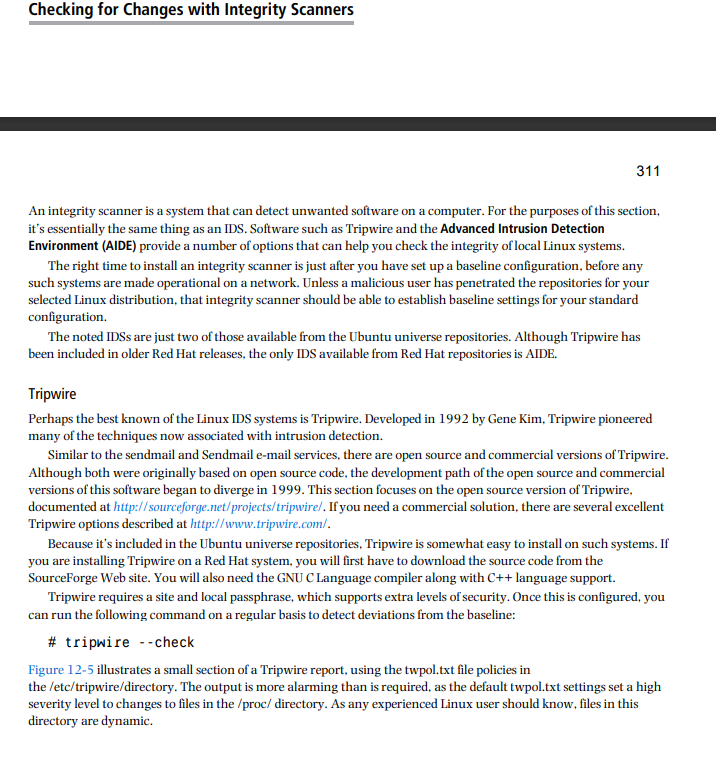 Checking for Changes with Integrity Scanners
311
An integrity scanner is a system that can detect unwanted software on a computer. For the purposes of this section,
it's essentially the same thing as an IDS. Software such as Tripwire and the Advanced Intrusion Detection
Environment (AIDE) provide a number of options that can help you check the integrity of local Linux systems.
The right time to install an integrity scanner is just after you have set up a baseline configuration, before any
such systems are made operational on a network. Unless a malicious user has penetrated the repositories for your
selected Linux distribution, that integrity scanner should be able to establish baseline settings for your standard
configuration.
The noted IDSs are just two of those available from the Ubuntu universe repositories. Although Tripwire has
been included in older Red Hat releases, the only IDS available from Red Hat repositories is AIDE.
Tripwire
Perhaps the best known of the Linux IDS systems is Tripwire. Developed in 1992 by Gene Kim, Tripwire pioneered
many of the techniques now associated with intrusion detection.
Similar to the sendmail and Sendmail e-mail services, there are open source and commercial versions of Tripwire.
Although both were originally based on open source code, the development path of the open source and commercial
versions of this software began to diverge in 1999. This section focuses on the open source version of Tripwire,
documented at http://sourceforge.net/projects/tripwire/. If you need a commercial solution, there are several excellent
Tripwire options described at http://www.tripwire.com/.
Because it's included in the Ubuntu universe repositories, Tripwire is somewhat easy to install on such systems. If
you are installing Tripwire on a Red Hat system, you will first have to download the source code from the
SourceForge Web site. You will also need the GNU C Language compiler along with C++ language support.
Tripwire requires a site and local passphrase, which supports extra levels of security. Once this is configured, you
can run the following command on a regular basis to detect deviations from the baseline:
# tripwire --check
Figure 12-5 illustrates a small section of a Tripwire report, using the twpol.txt file policies in
the /etc/tripwire/directory. The output is more alarming than is required, as the default twpol.txt settings set a high
severity level to changes to files in the /proc/ directory. As any experienced Linux user should know, files in this
directory are dynamic.